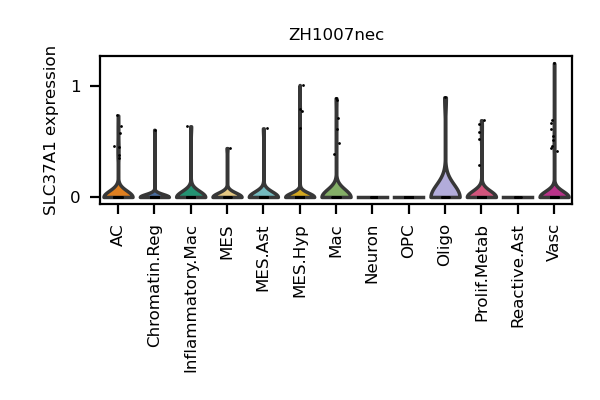 ZH1007nec
SLC37A1 expression
1
0
AC
Chromatin.Reg
Inflammatory.Mac
MES
MES.Ast
MES.Hyp
Mac
Neuron
OPC
Oligo
Prolif.Metab
Reactive.Ast
Vasc